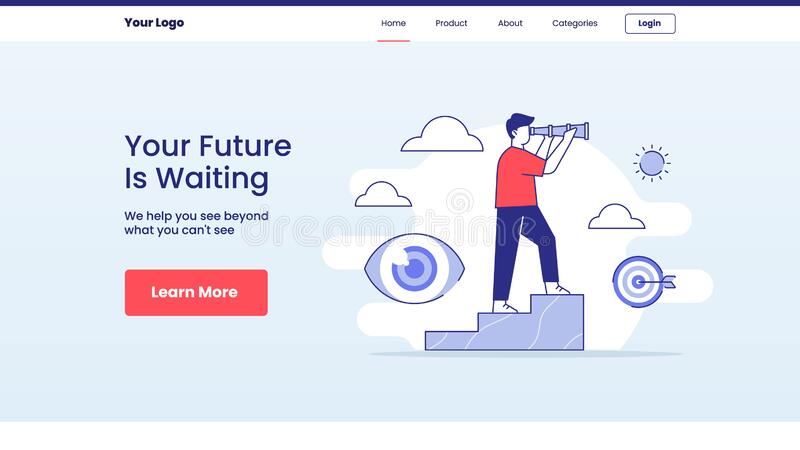 Your Logo
Home
Product
About
Categories
Login
Your Future
Is Waiting
We help you see beyond
what you can't see
Learn More
dreamstime